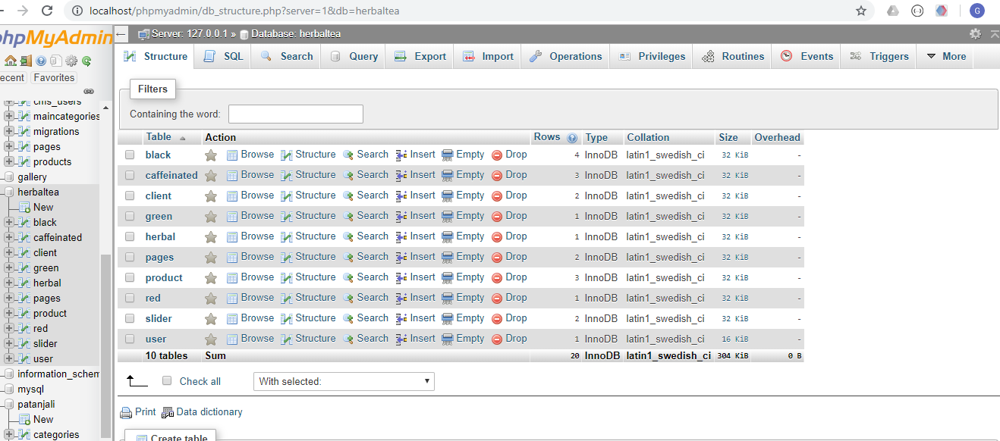 localhost/phpmyadmin/db_structure.php?server=1&db=herbaltea
G
phpMyAdmin
ecent Favorites
cms_users
maincategories
migrations
pages
products
gallery
herbaltea
New
black
caffeinated
client
green
herbal
pages
product
red
slider
user
information_schem
mysql
patanjali
New
categories
Server: 127.0.0.1 » Database: herbaltea
Structure SQL Search Query Export Import Operations Privileges Routines Events Triggers More
Filters
Containing the word:
Table Action Rows Type Collation Size Overhead
black Browse Structure Search Insert Empty Drop 4 InnoDB latin1_swedish_ci 32 KiB -
caffeinated Browse Structure Search Insert Empty Drop 3 InnoDB latin1_swedish_ci 32 KiB -
client Browse Structure Search Insert Empty Drop 2 InnoDB latin1_swedish_ci 32 KiB -
green Browse Structure Search Insert Empty Drop 1 InnoDB latin1_swedish_ci 32 KiB -
herbal Browse Structure Search Insert Empty Drop 1 InnoDB latin1_swedish_ci 32 KiB -
pages Browse Structure Search Insert Empty Drop 2 InnoDB latin1_swedish_ci 32 KiB -
product Browse Structure Search Insert Empty Drop 3 InnoDB latin1_swedish_ci 32 KiB -
red Browse Structure Search Insert Empty Drop 1 InnoDB latin1_swedish_ci 32 KiB -
slider Browse Structure Search Insert Empty Drop 2 InnoDB latin1_swedish_ci 32 KiB -
user Browse Structure Search Insert Empty Drop 1 InnoDB latin1_swedish_ci 16 KiB -
10 tables Sum 20 InnoDB latin1_swedish_ci 304 KiB 0 B
Check all With selected:
Print Data dictionary
Create table